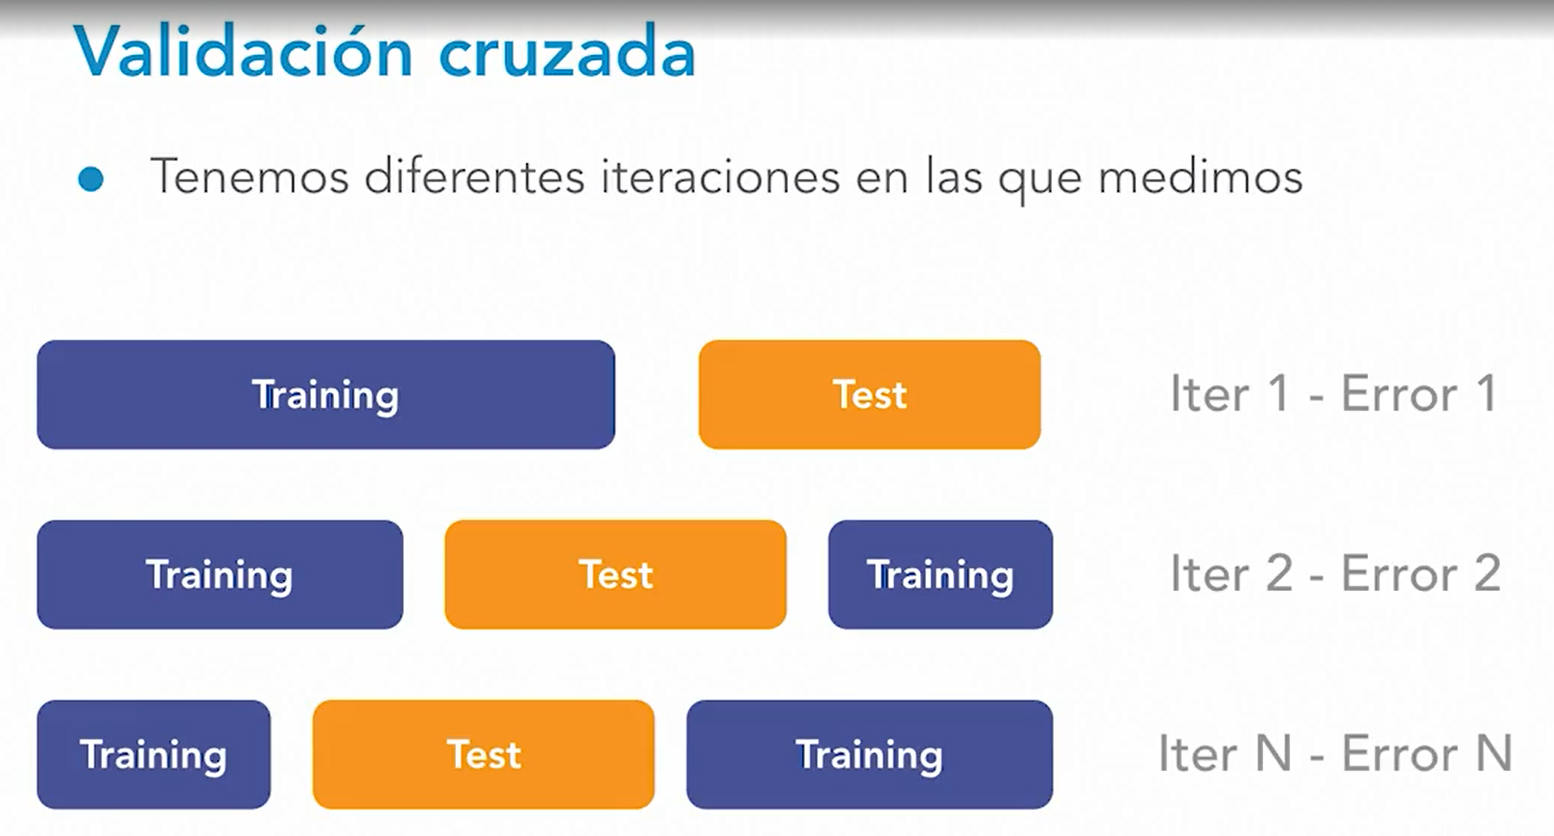 Validación cruzada
Tenemos diferentes iteraciones en las que medimos
Training Test Iter 1 - Error 1
Training Test Training Iter 2 - Error 2
Training Test Training Iter N - Error N